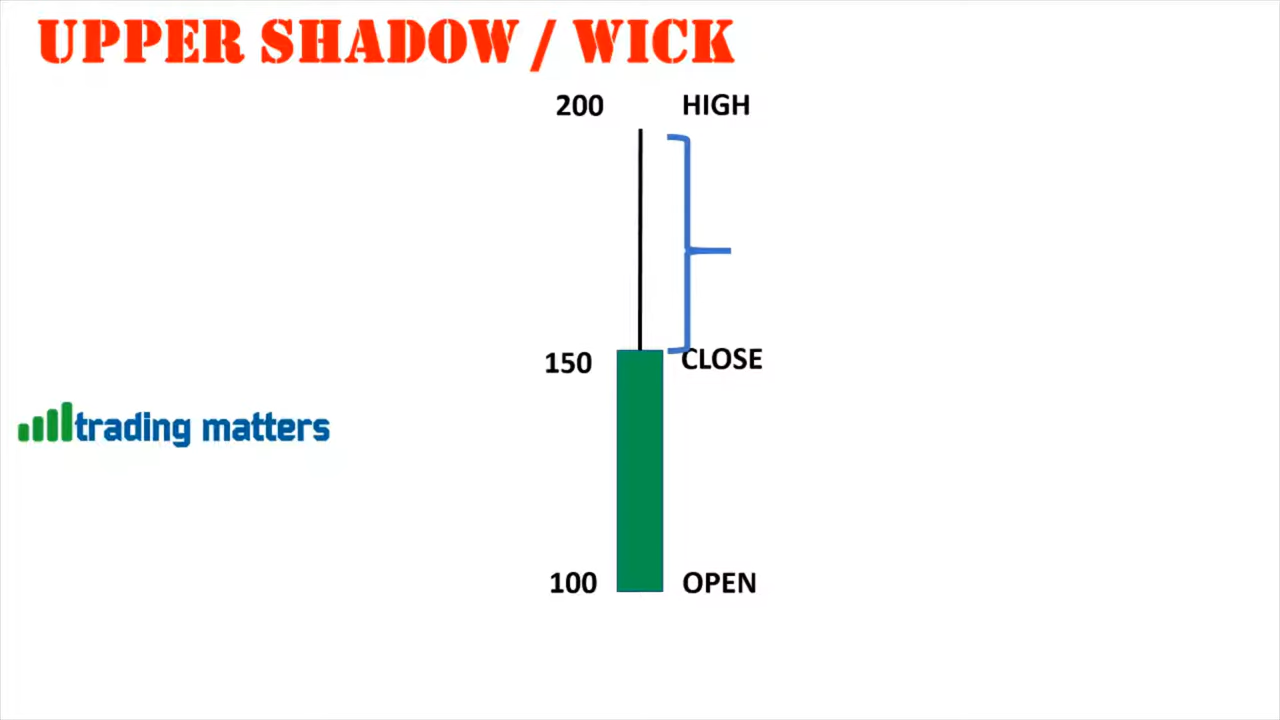 UPPER SHADOW / WICK
200 HIGH
150 CLOSE
trading matters
100 OPEN